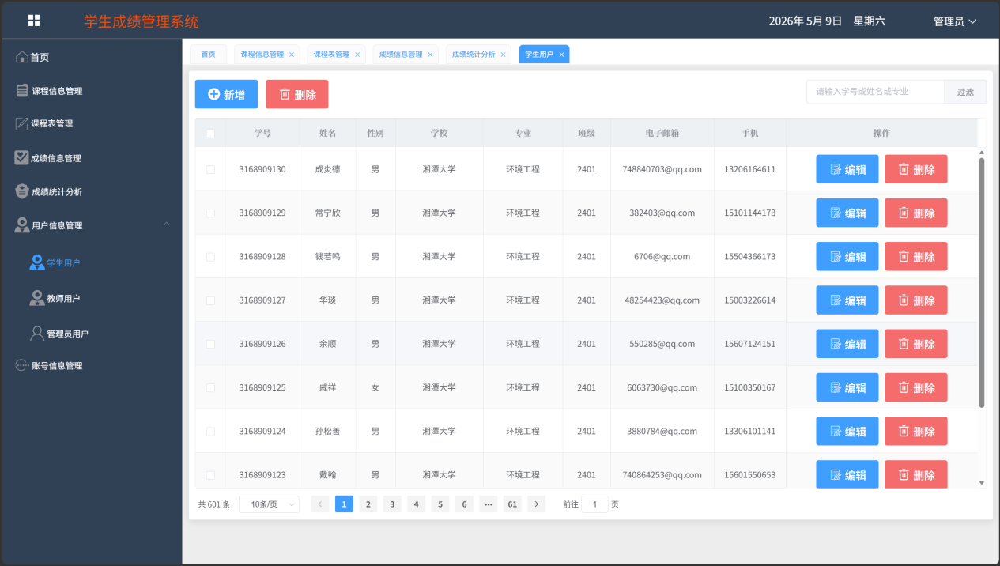 学生成绩管理系统
2026年 5月 9日 星期六
管理员
首页
课程信息管理
课程表管理
成绩信息管理
成绩统计分析
用户信息管理
学生用户
教师用户
管理员用户
账号信息管理
首页 课程信息管理 课程表管理 成绩信息管理 成绩统计分析 学生用户
新增 删除
请输入学号或姓名或专业 过滤
学号 姓名 性别 学校 专业 班级 电子邮箱 手机 操作
3168909130 成炎德 男 湘潭大学 环境工程 2401 748840703@qq.com 13206164611 编辑 删除
3168909129 常宁欣 男 湘潭大学 环境工程 2401 382403@qq.com 15101144173 编辑 删除
3168909128 钱若鸣 男 湘潭大学 环境工程 2401 6706@qq.com 15504366173 编辑 删除
3168909127 华琰 男 湘潭大学 环境工程 2401 48254423@qq.com 15003226614 编辑 删除
3168909126 余顺 男 湘潭大学 环境工程 2401 550285@qq.com 15607124151 编辑 删除
3168909125 戚祥 女 湘潭大学 环境工程 2401 6063730@qq.com 15100350167 编辑 删除
3168909124 孙松善 男 湘潭大学 环境工程 2401 3880784@qq.com 13306101141 编辑 删除
3168909123 戴翰 男 湘潭大学 环境工程 2401 740864253@qq.com 15601550653 编辑 删除
共 601 条 10条/页 1 2 3 4 5 6 ••• 61 前往 1 页